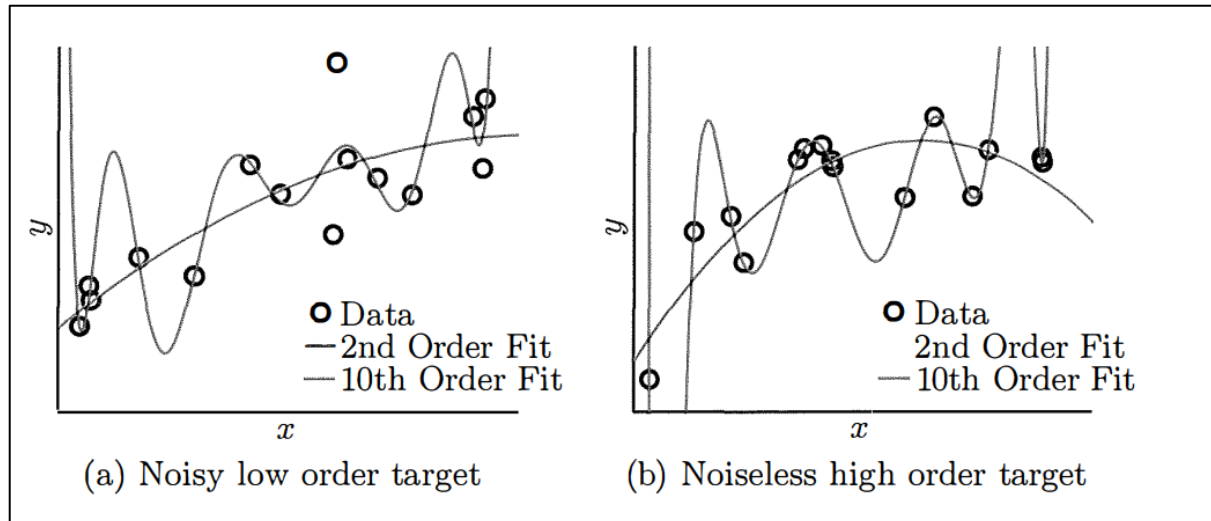 y
Data
2nd Order Fit
10th Order Fit
x
(a) Noisy low order target
y
Data
2nd Order Fit
10th Order Fit
x
(b) Noiseless high order target